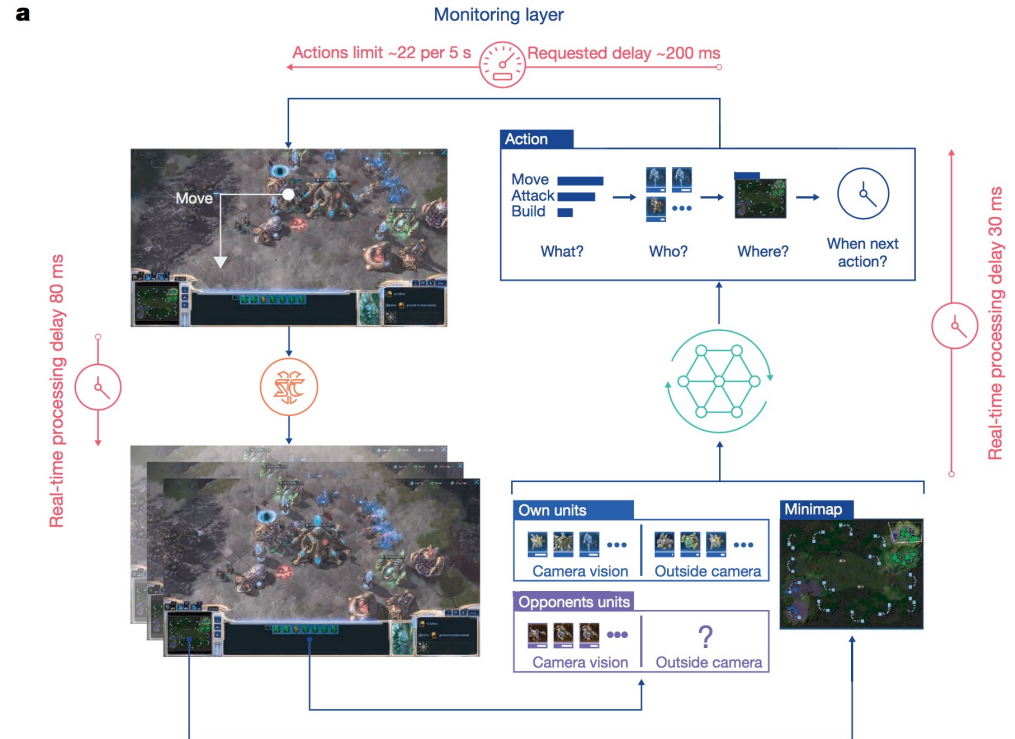 a
Monitoring layer
Actions limit ~22 per 5 s
Requested delay ~200 ms
Action
Move
Attack
Build
What?
Who?
Where?
When next
action?
Move
Real-time processing delay 80 ms
Real-time processing delay 30 ms
Own units
Camera vision
Outside camera
Minimap
Opponents units
Camera vision
?
Outside camera